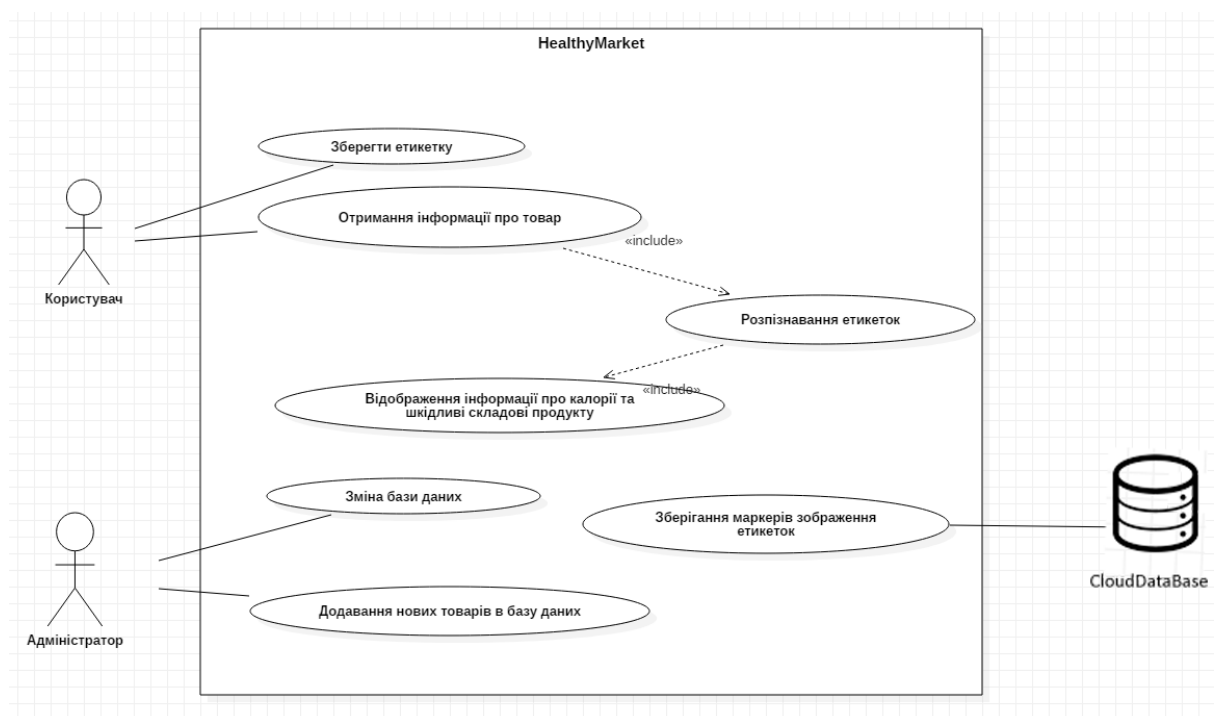 HealthyMarket
Зберегти етикетку
Отримання інформації про товар
«include»
Користувач
Розпізнавання етикеток
«include»
Відображення інформації про калорії та
шкідливі складові продукту
Зміна бази даних
Зберігання маркерів зображення
етикеток
CloudDataBase
Додавання нових товарів в базу даних
Адміністратор